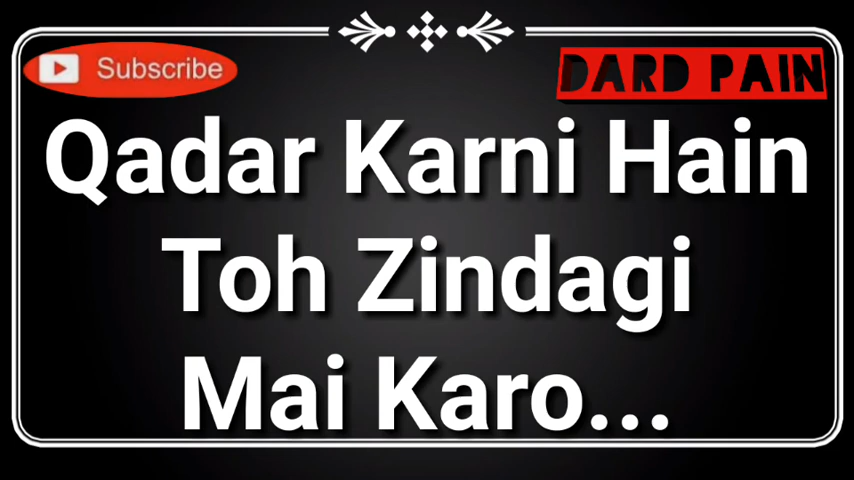 Subscribe
DARD PAIN
Qadar Karni Hain
Toh Zindagi
Mai Karo...